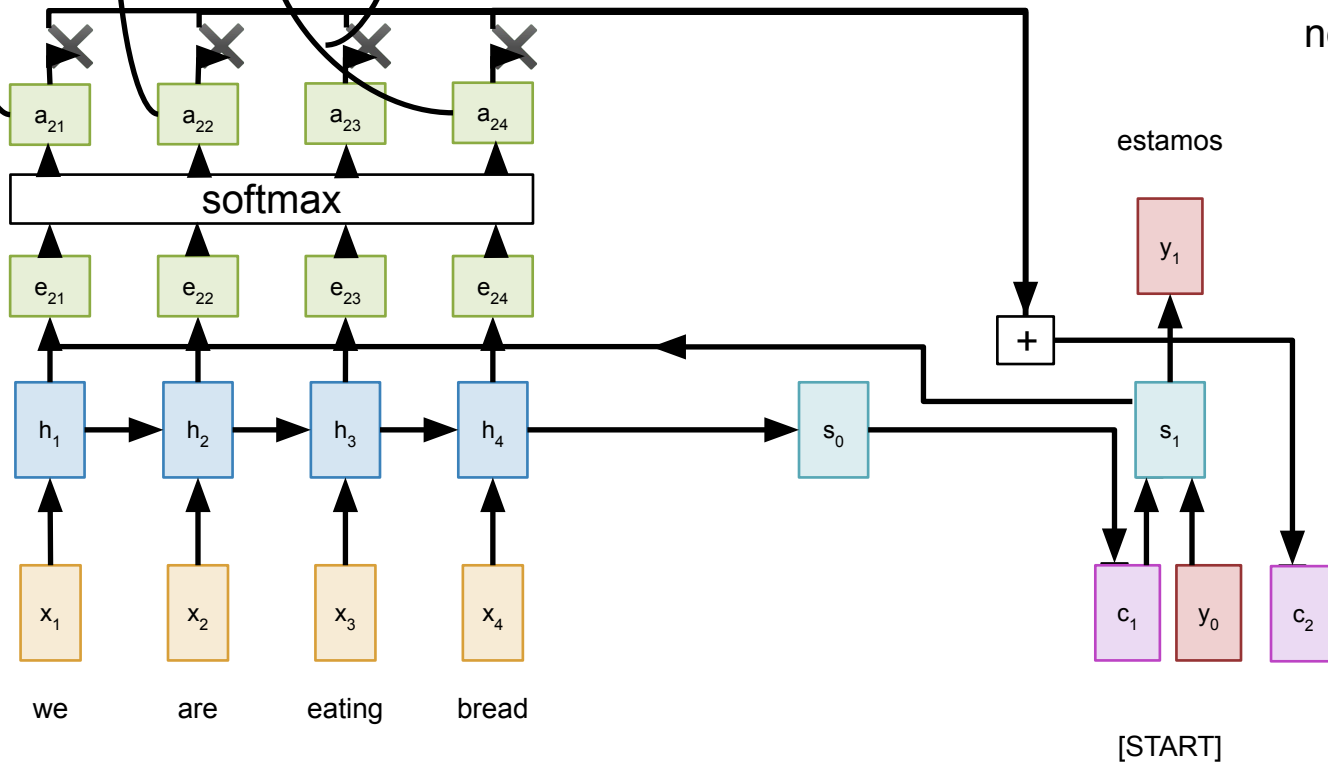 ne
a21 a22 a23 a24
estamos
softmax
y1
e21 e22 e23 e24
+
h1 h2 h3 h4 s0 s1
x1 x2 x3 x4 c1 y0 c2
we are eating bread
[START]